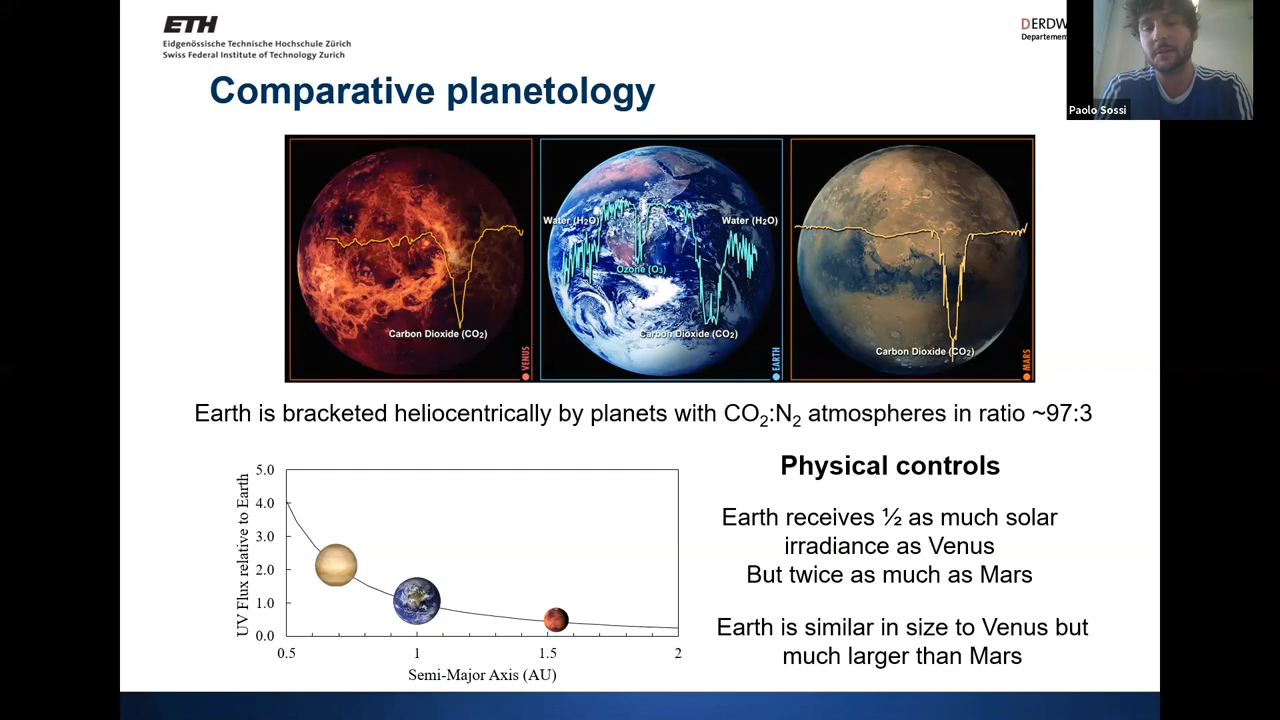 ETH
Eidgenössische Technische Hochschule Zürich
Swiss Federal Institute of Technology Zurich
Paolo Sossi
Comparative planetology
Water (H2O)
Ozone (O3)
Water (H2O)
Carbon Dioxide (CO2)
Carbon Dioxide (CO2)
Carbon Dioxide (CO2)
VENUS
EARTH
MARS
Earth is bracketed heliocentrically by planets with CO2:N2 atmospheres in ratio ~97:3
UV Flux relative to Earth
5.0
4.0
3.0
2.0
1.0
0.0
0.5
1
1.5
2
Semi-Major Axis (AU)
Physical controls
Earth receives ½ as much solar
irradiance as Venus
But twice as much as Mars
Earth is similar in size to Venus but
much larger than Mars